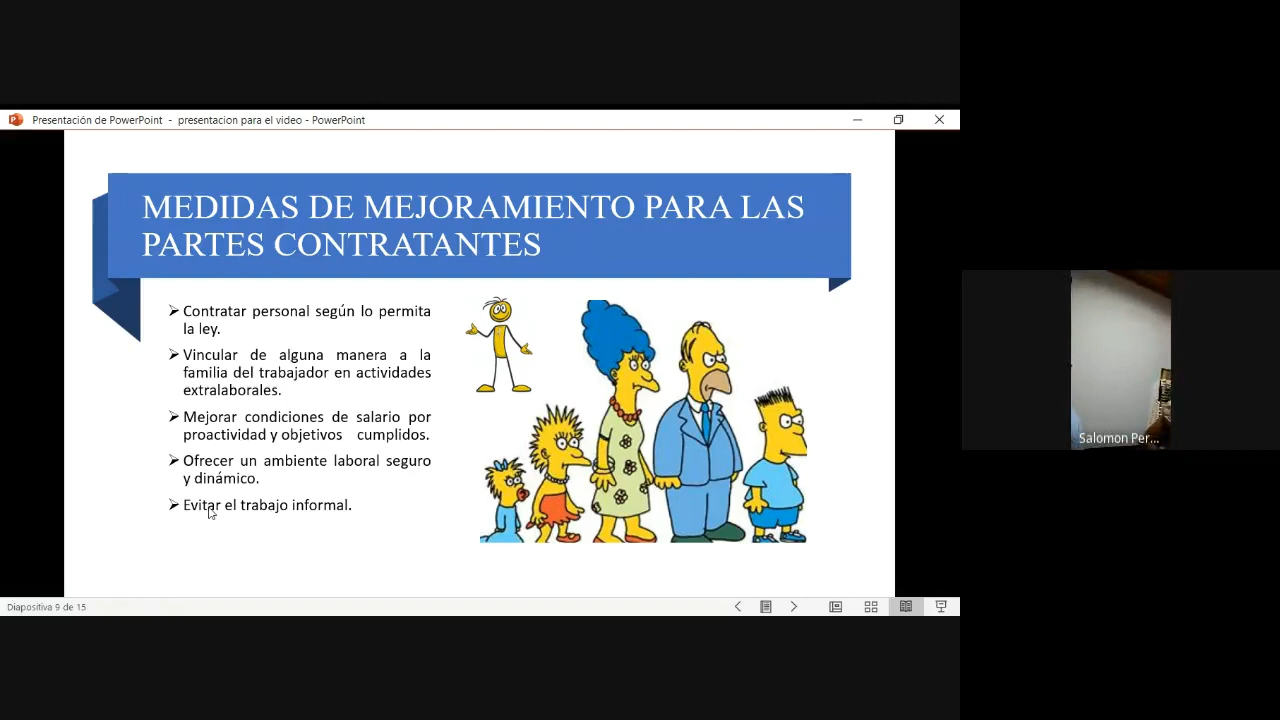 Presentación de PowerPoint - presentacion para el video - PowerPoint
MEDIDAS DE MEJORAMIENTO PARA LAS
PARTES CONTRATANTES
➢ Contratar personal según lo permita
la ley.
➢ Vincular de alguna manera a la
familia del trabajador en actividades
extralaborales.
➢ Mejorar condiciones de salario por
proactividad y objetivos cumplidos.
➢ Ofrecer un ambiente laboral seguro
y dinámico.
➢ Evitar el trabajo informal.
Salomon Per...
Diapositiva 9 de 15